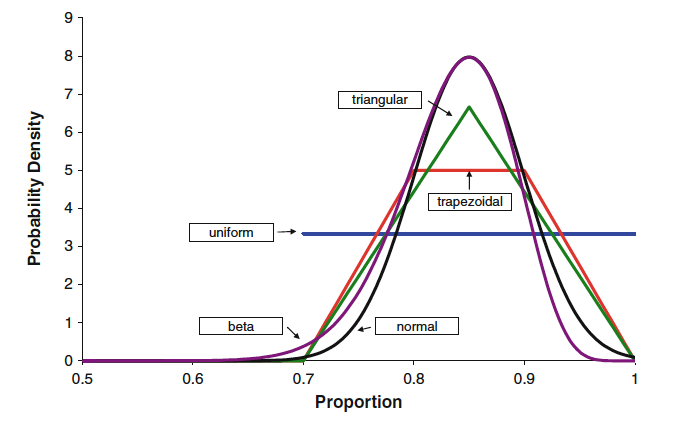 9
8
7
6
5
4
3
2
1
0
Probability Density
triangular
trapezoidal
uniform
beta
normal
0.5 0.6 0.7 0.8 0.9 1
Proportion